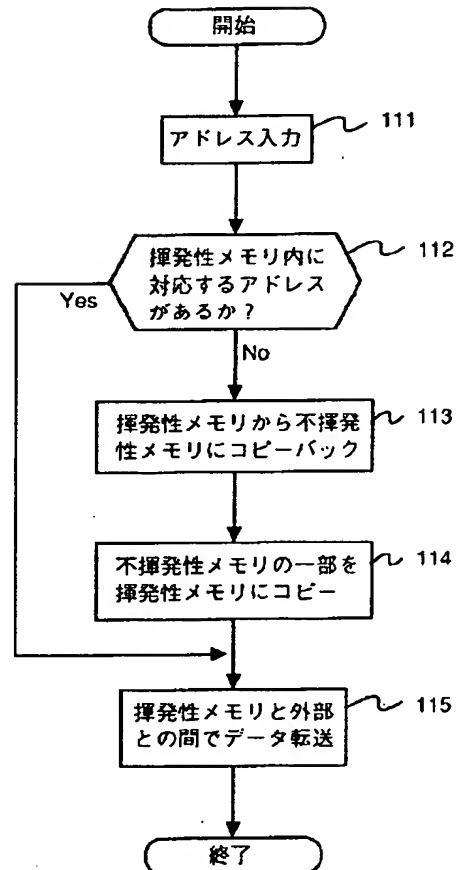 開始
アドレス入力
111
揮発性メモリ内に
対応するアドレス
があるか?
112
Yes
No
揮発性メモリから不揮発
性メモリにコピーバック
113
不揮発性メモリの一部を
揮発性メモリにコピー
114
揮発性メモリと外部
との間でデータ転送
115
終了